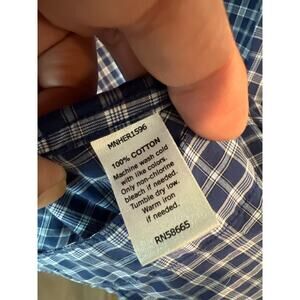 MNHER1596
100% COTTON
Machine wash cold
with like colors.
Only non-chlorine
bleach if needed.
Tumble dry low.
Warm iron
if needed.
RN58665